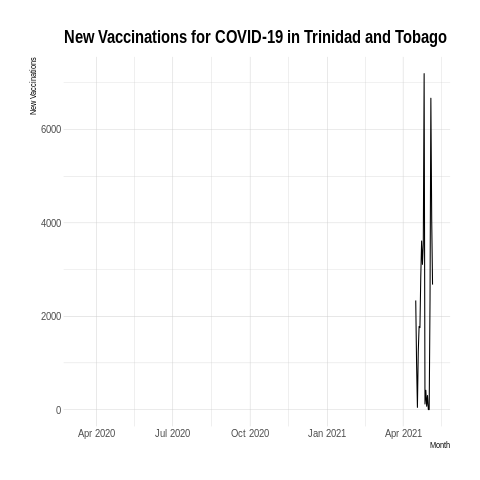 New Vaccinations for COVID-19 in Trinidad and Tobago
New Vaccinations
6000
4000
2000
0
Apr 2020 Jul 2020 Oct 2020 Jan 2021 Apr 2021
Month